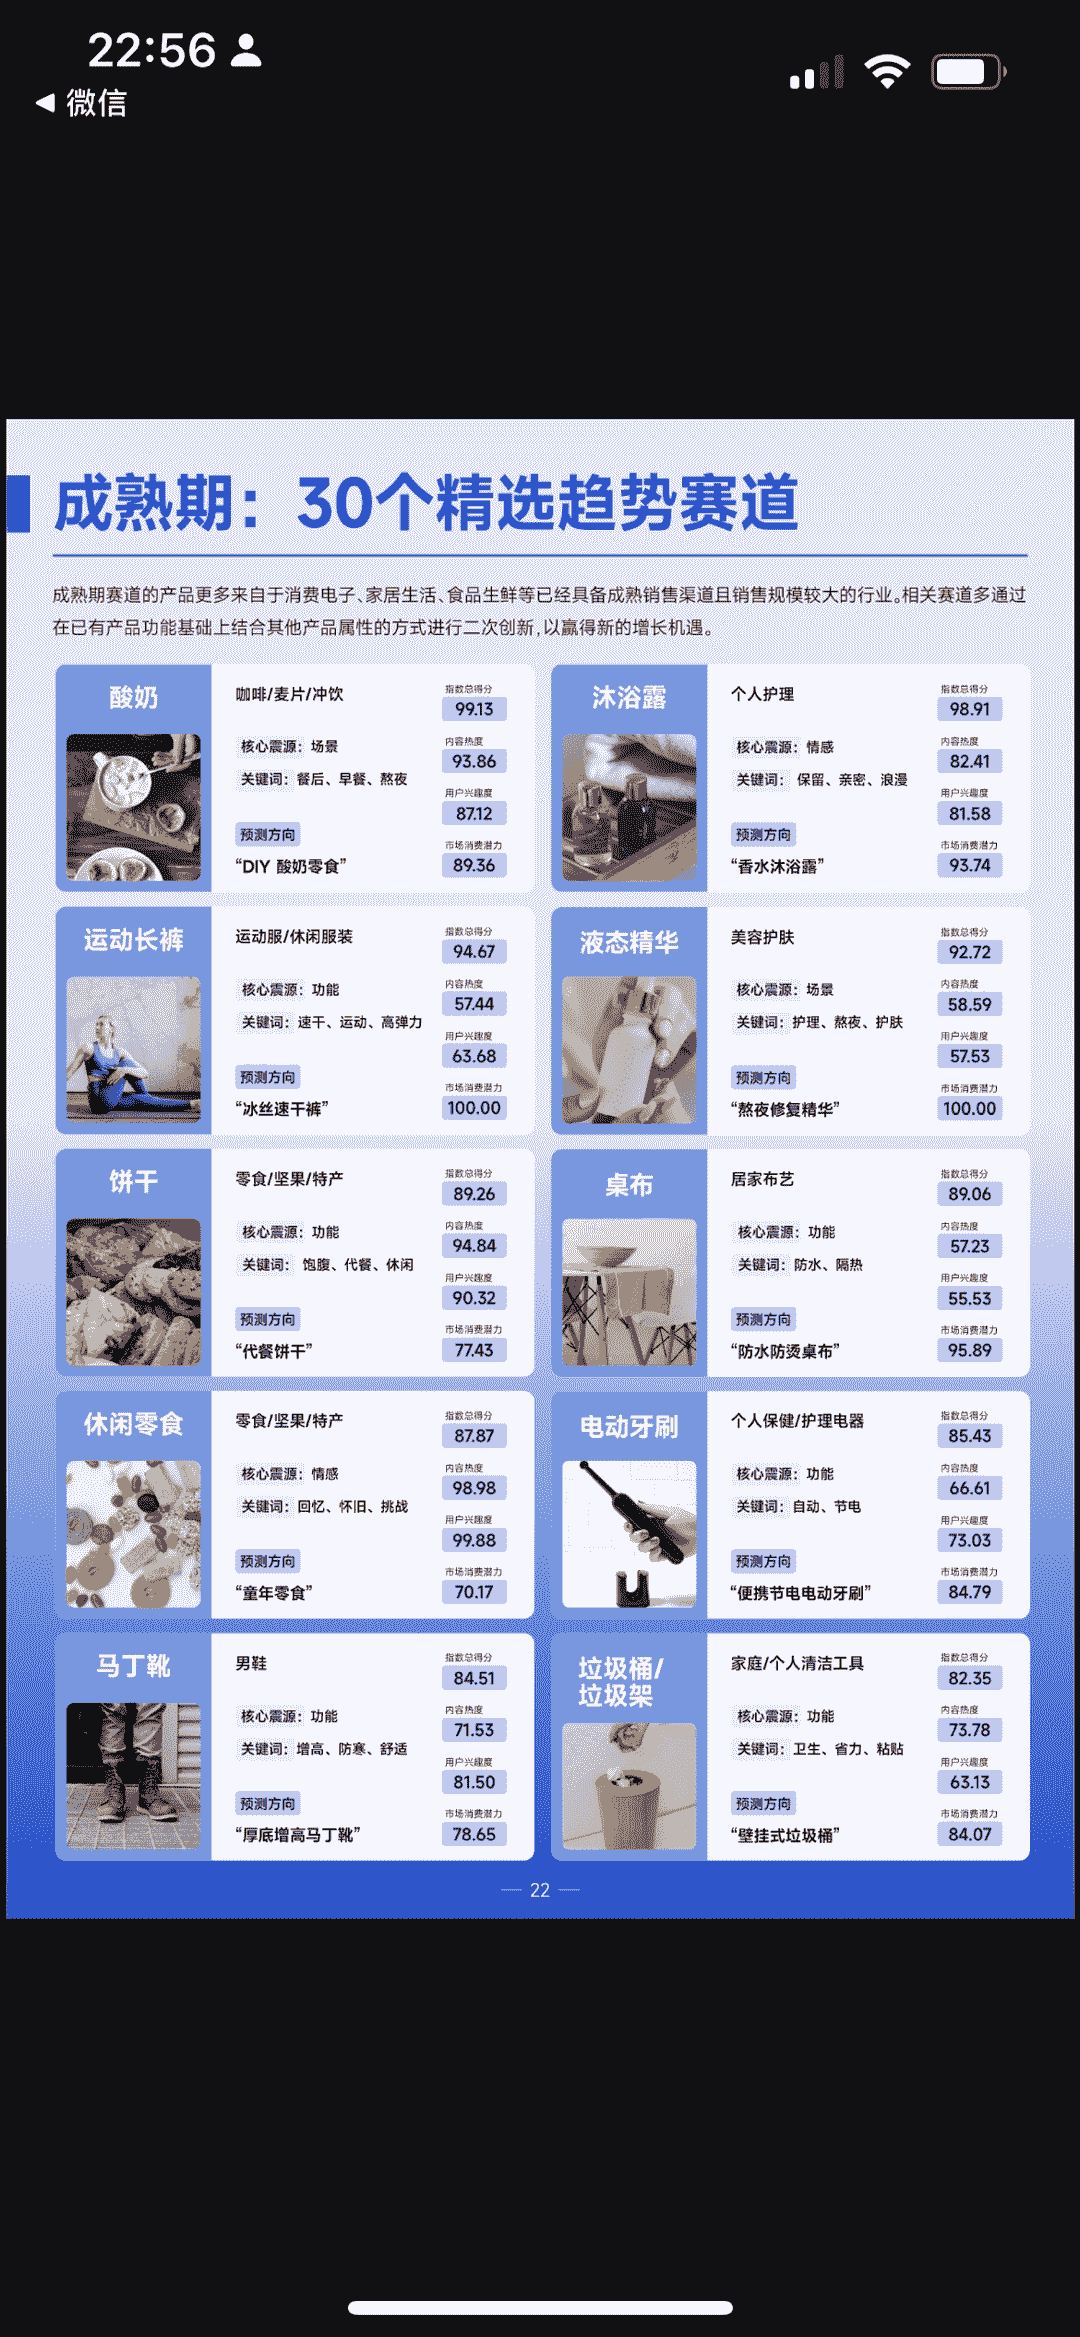 22:56
微信
成熟期：30个精选趋势赛道
成熟期赛道的产品更多来自于消费电子、家居生活、食品生鲜等已经具备成熟销售渠道且销售规模较大的行业。相关赛道多通过
在已有产品功能基础上结合其他产品属性的方式进行二次创新，以赢得新的增长机遇。
酸奶
咖啡/麦片/冲饮
核心震源：场景
关键词：餐后、早餐、熬夜
预测方向
“DIY 酸奶零食”
指数总得分
99.13
内容热度
93.86
用户兴趣度
87.12
市场消费潜力
89.36
沐浴露
个人护理
核心震源：情感
关键词：保留、亲密、浪漫
预测方向
“香水沐浴露”
指数总得分
98.91
内容热度
82.41
用户兴趣度
81.58
市场消费潜力
93.74
运动长裤
运动服/休闲服装
核心震源：功能
关键词：速干、运动、高弹力
预测方向
“冰丝速干裤”
指数总得分
94.67
内容热度
57.44
用户兴趣度
63.68
市场消费潜力
100.00
液态精华
美容护肤
核心震源：场景
关键词：护理、熬夜、护肤
预测方向
“熬夜修复精华”
指数总得分
92.72
内容热度
58.59
用户兴趣度
57.53
市场消费潜力
100.00
饼干
零食/坚果/特产
核心震源：功能
关键词：饱腹、代餐、休闲
预测方向
“代餐饼干”
指数总得分
89.26
内容热度
94.84
用户兴趣度
90.32
市场消费潜力
77.43
桌布
居家布艺
核心震源：功能
关键词：防水、隔热
预测方向
“防水防烫桌布”
指数总得分
89.06
内容热度
57.23
用户兴趣度
55.53
市场消费潜力
95.89
休闲零食
零食/坚果/特产
核心震源：情感
关键词：回忆、怀旧、挑战
预测方向
“童年零食”
指数总得分
87.87
内容热度
98.98
用户兴趣度
99.88
市场消费潜力
70.17
电动牙刷
个人保健/护理电器
核心震源：功能
关键词：自动、节电
预测方向
“便携节电电动牙刷”
指数总得分
85.43
内容热度
66.61
用户兴趣度
73.03
市场消费潜力
84.79
马丁靴
男鞋
核心震源：功能
关键词：增高、防寒、舒适
预测方向
“厚底增高马丁靴”
指数总得分
84.51
内容热度
71.53
用户兴趣度
81.50
市场消费潜力
78.65
垃圾桶/
垃圾架
家庭/个人清洁工具
核心震源：功能
关键词：卫生、省力、粘贴
预测方向
“壁挂式垃圾桶”
指数总得分
82.35
内容热度
73.78
用户兴趣度
63.13
市场消费潜力
84.07
22